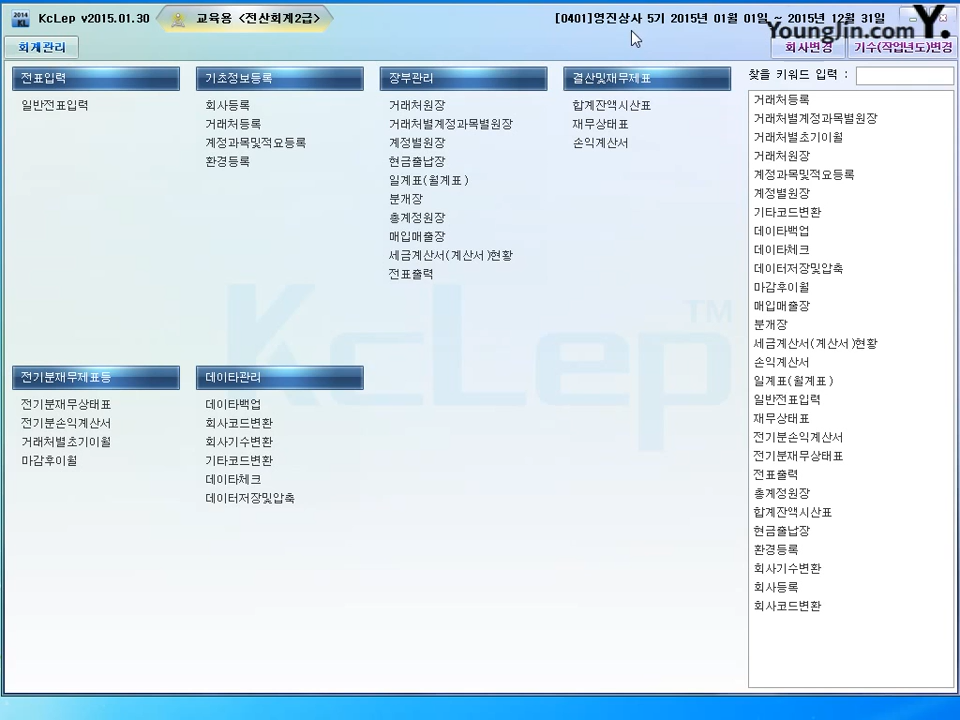 KcLep v2015.01.30
교육용 <전산회계2급>
[0401]영진상사 5기 2015년 01월 01일 ~ 2015년 12월 31일
YoungJin.com Y.
회계관리
회사변경
기수(작업년도)변경
전표입력
일반전표입력
기초정보등록
회사등록
거래처등록
계정과목및적요등록
환경등록
장부관리
거래처원장
거래처별계정과목별원장
계정별원장
현금출납장
일계표(월계표)
분개장
총계정원장
매입매출장
세금계산서(계산서)현황
전표출력
결산및재무제표
합계잔액시산표
재무상태표
손익계산서
전기분재무제표등
전기분재무상태표
전기분손익계산서
거래처별초기이월
마감후이월
데이타관리
데이타백업
회사코드변환
회사기수변환
기타코드변환
데이타체크
데이터저장및압축
KcLep TM
찾을 키워드 입력 :
거래처등록
거래처별계정과목별원장
거래처별초기이월
거래처원장
계정과목및적요등록
계정별원장
기타코드변환
데이타백업
데이타체크
데이터저장및압축
마감후이월
매입매출장
분개장
세금계산서(계산서)현황
손익계산서
일계표(월계표)
일반전표입력
재무상태표
전기분손익계산서
전기분재무상태표
전표출력
총계정원장
합계잔액시산표
현금출납장
환경등록
회사기수변환
회사등록
회사코드변환